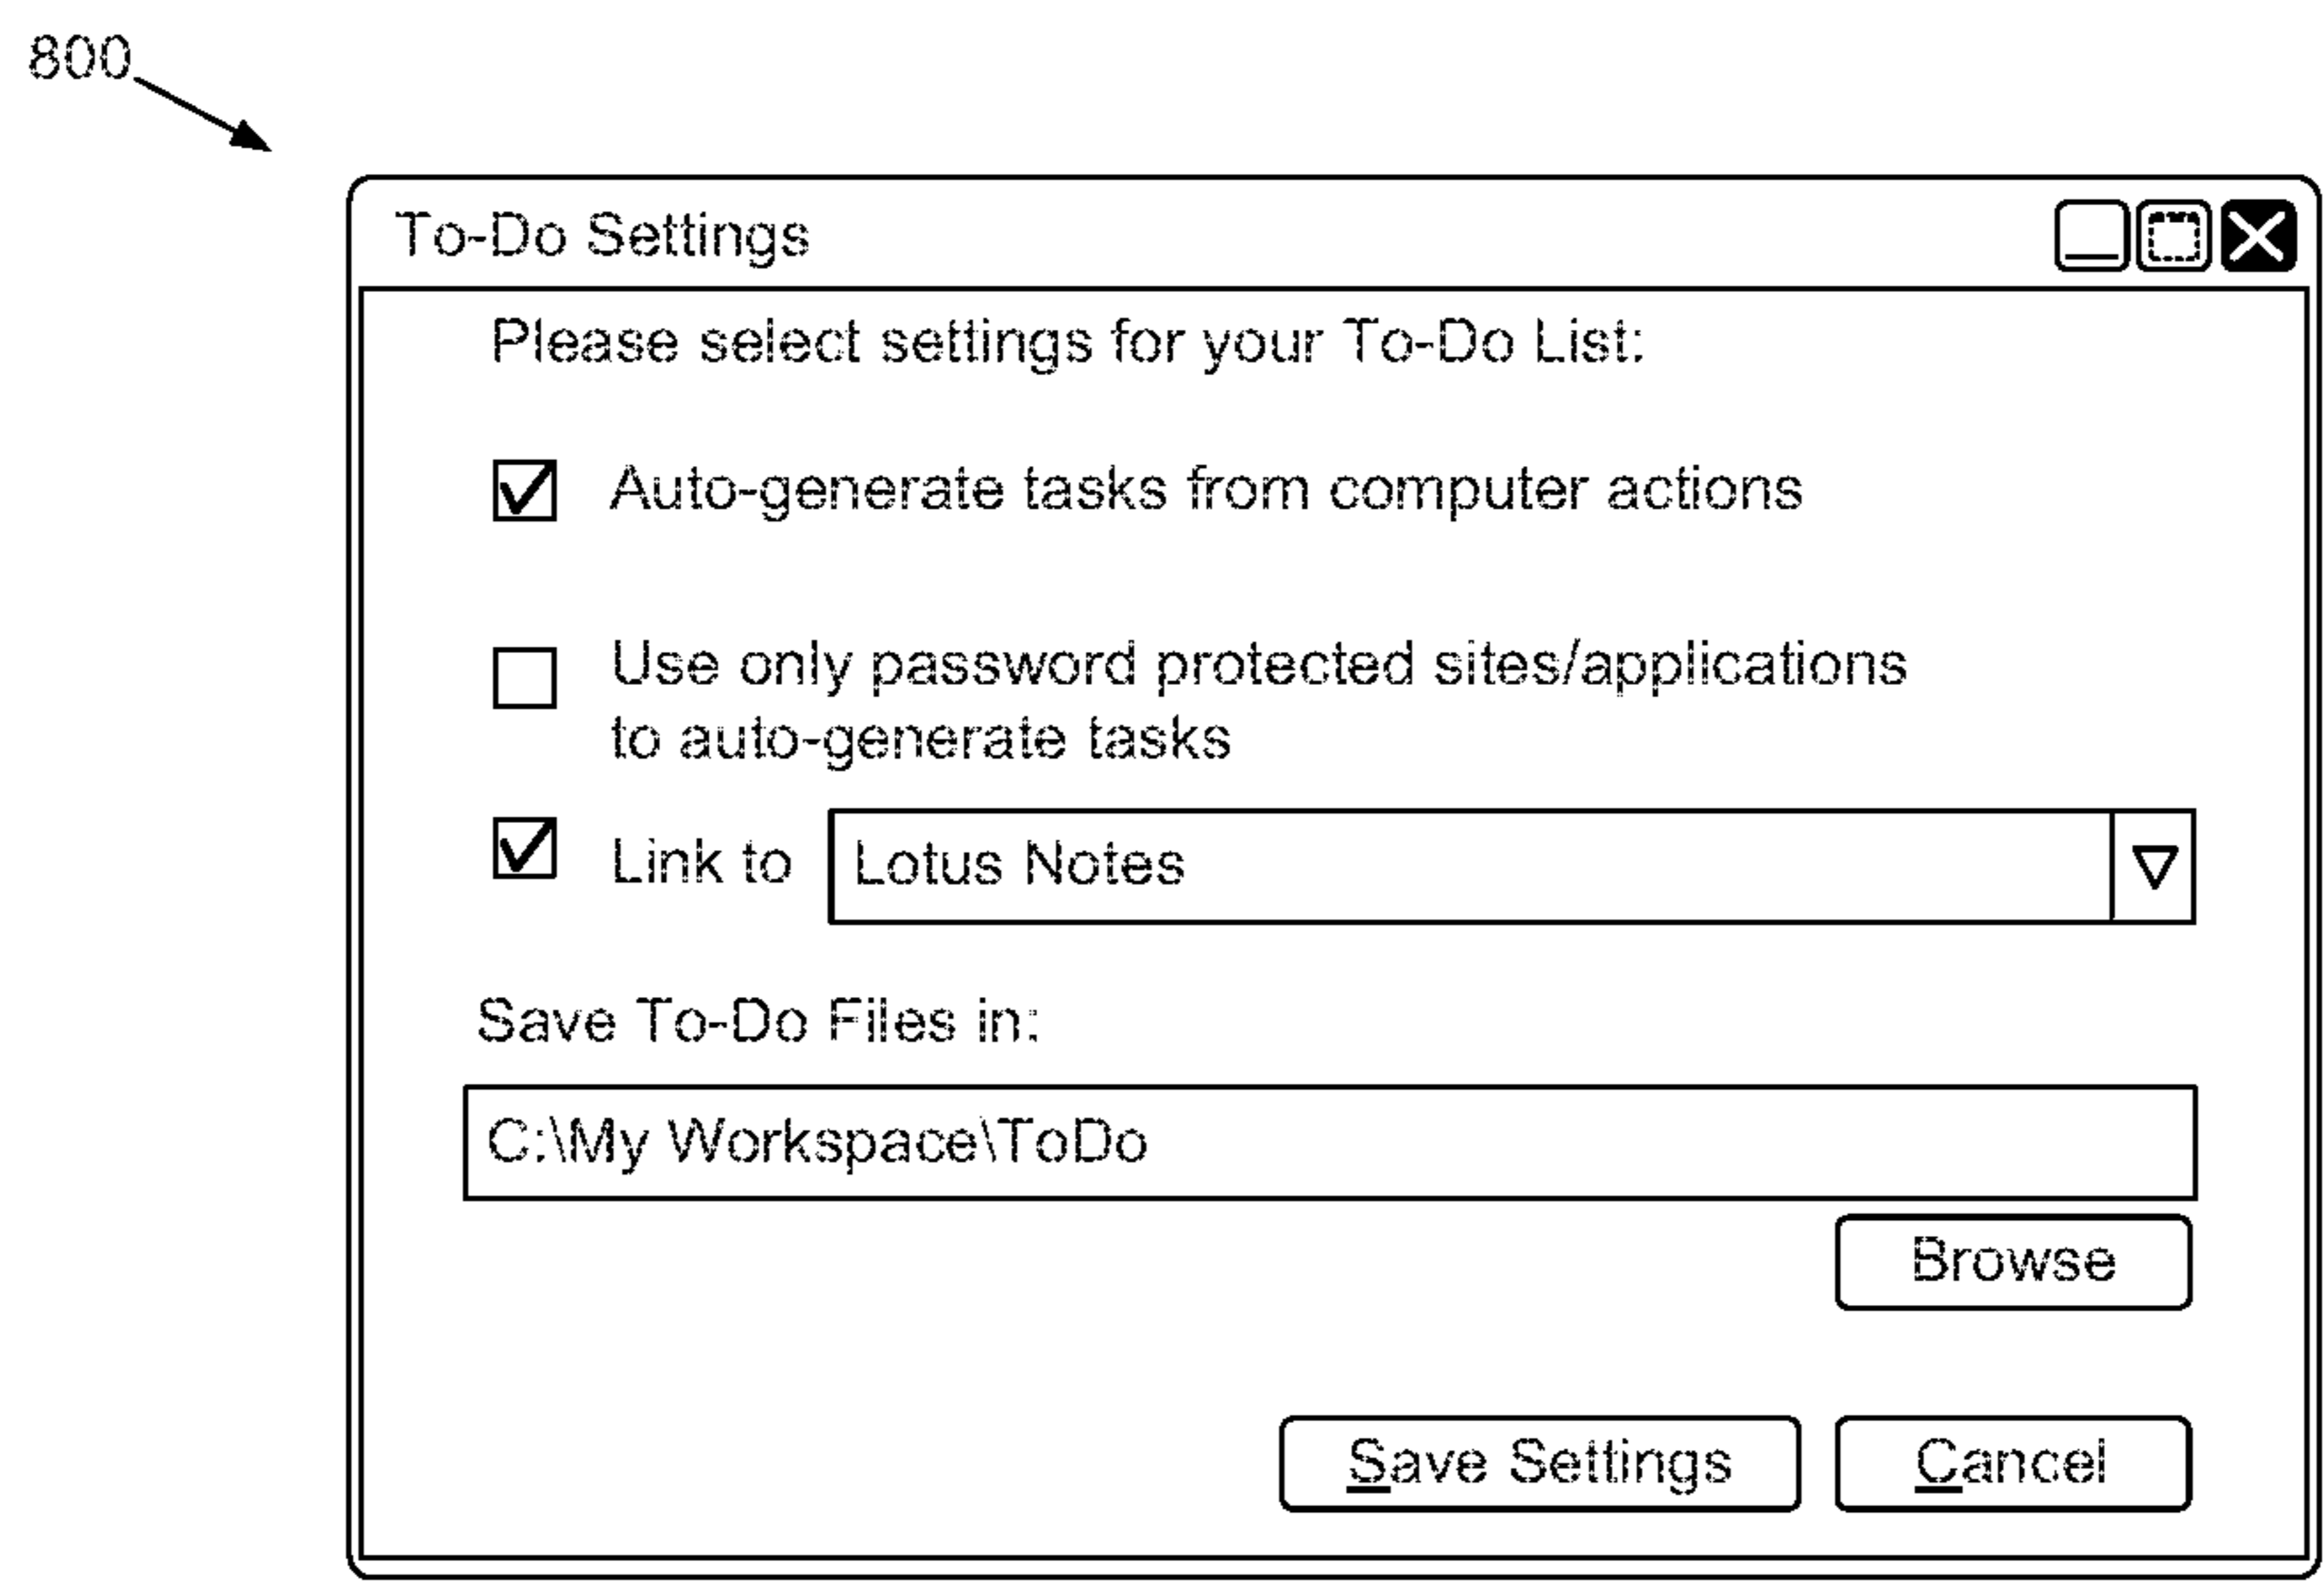 800
To-Do Settings
Please select settings for your To-Do List:
Auto-generate tasks from computer actions
Use only password protected sites/applications
to auto-generate tasks
Link to Lotus Notes
Save To-Do Files in:
C:\My Workspace\ToDo
Browse
Save Settings Cancel